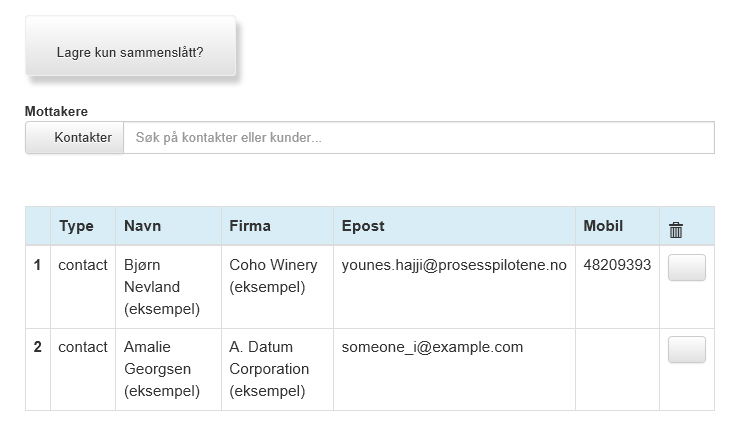 Lagre kun sammenslått?
Mottakere
Kontakter Søk på kontakter eller kunder...
Type Navn Firma Epost Mobil
1 contact Bjørn Coho Winery younes.hajji@prosesspilotene.no 48209393
Nevland (eksempel)
(eksempel)
2 contact Amalie A. Datum someone_i@example.com
Georgsen Corporation
(eksempel) (eksempel)